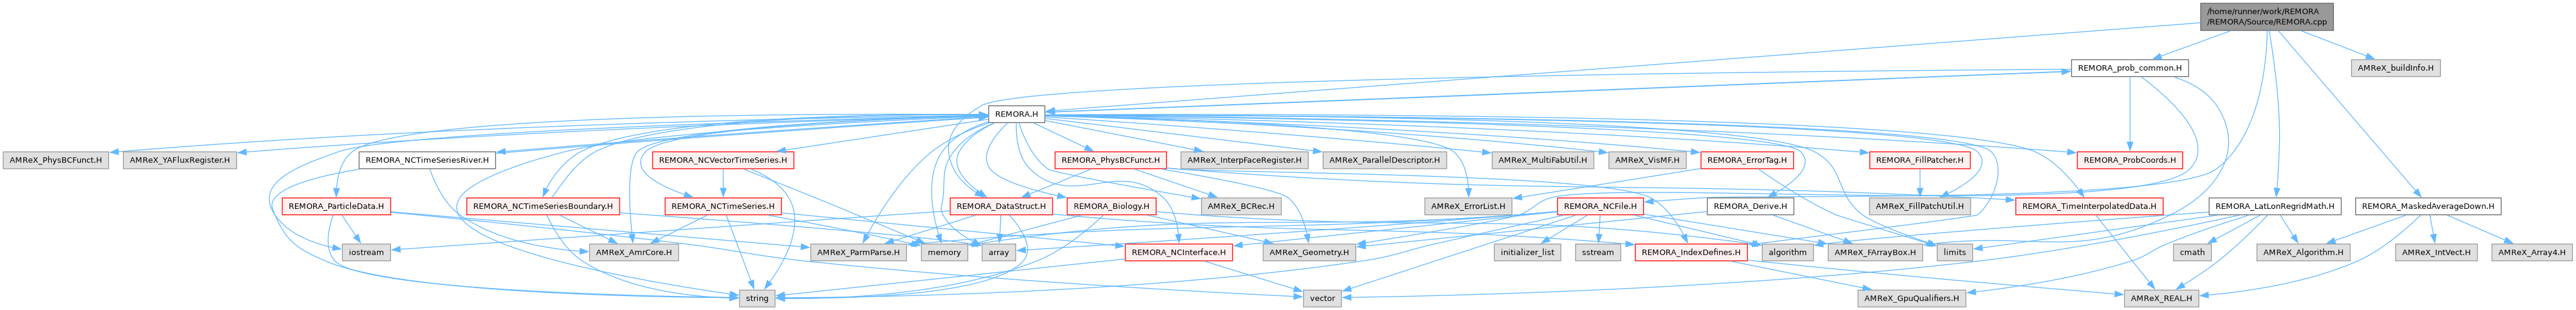 /home/runner/work/REMORA
/REMORA/Source/REMORA.cpp
REMORA_prob_common.H
AMReX_buildInfo.H
REMORA.H
AMReX_PhysBCFunct.H
AMReX_YAFluxRegister.H
REMORA_NCTimeSeriesRiver.H
REMORA_NCVectorTimeSeries.H
REMORA_PhysBCFunct.H
AMReX_InterpFaceRegister.H
AMReX_ParallelDescriptor.H
AMReX_MultiFabUtil.H
AMReX_VisMF.H
REMORA_ErrorTag.H
REMORA_FillPatcher.H
REMORA_ProbCoords.H
REMORA_ParticleData.H
REMORA_NCTimeSeriesBoundary.H
REMORA_NCTimeSeries.H
REMORA_DataStruct.H
REMORA_Biology.H
AMReX_BCRec.H
AMReX_ErrorList.H
REMORA_NCFile.H
REMORA_Derive.H
AMReX_FillPatchUtil.H
REMORA_TimeInterpolatedData.H
REMORA_LatLonRegridMath.H
REMORA_MaskedAverageDown.H
iostream
AMReX_AmrCore.H
AMReX_ParmParse.H
memory
array
REMORA_NCInterface.H
AMReX_Geometry.H
initializer_list
sstream
REMORA_IndexDefines.H
algorithm
AMReX_FArrayBox.H
limits
cmath
AMReX_Algorithm.H
AMReX_IntVect.H
AMReX_Array4.H
string
vector
AMReX_GpuQualifiers.H
AMReX_REAL.H